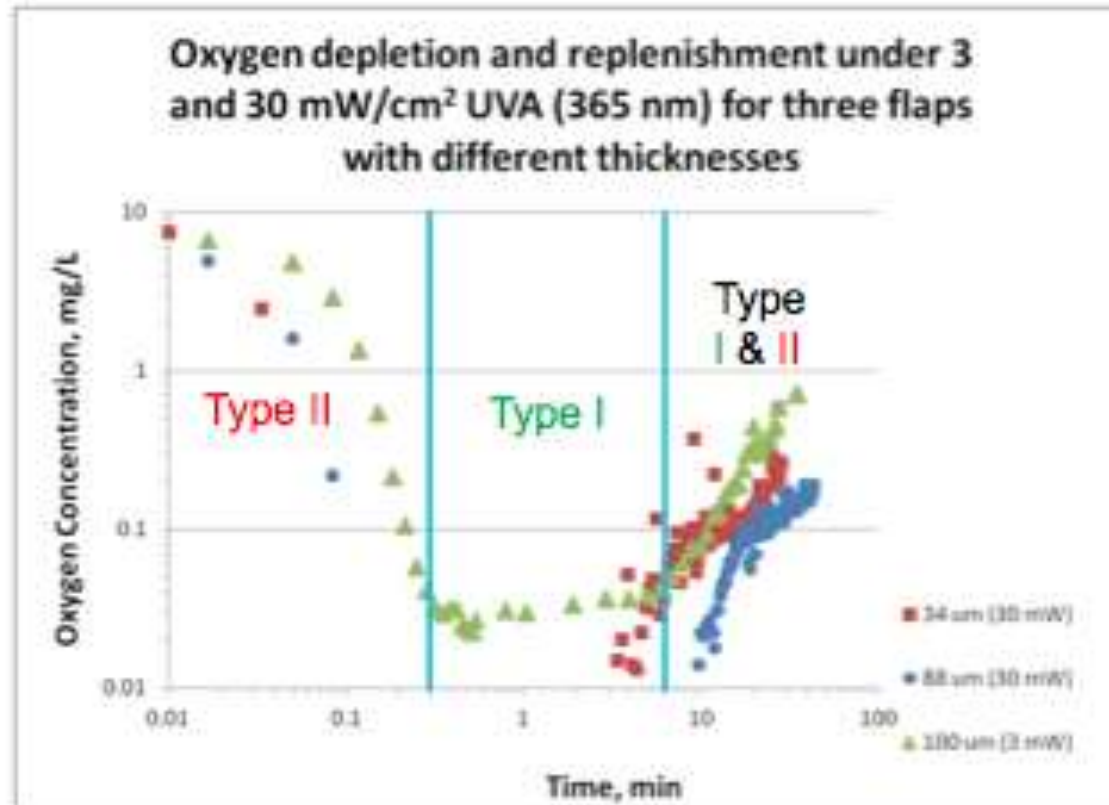 Oxygen depletion and replenishment under 3
and 30 mW/cm² UVA (365 nm) for three flaps
with different thicknesses
Oxygen Concentration, mg/L
10
1
0.1
0.01
Type II
Type I
Type
I & II
0.01
0.1
1
10
100
Time, min
34 um (30 mW)
88 um (30 mW)
100 um (3 mW)